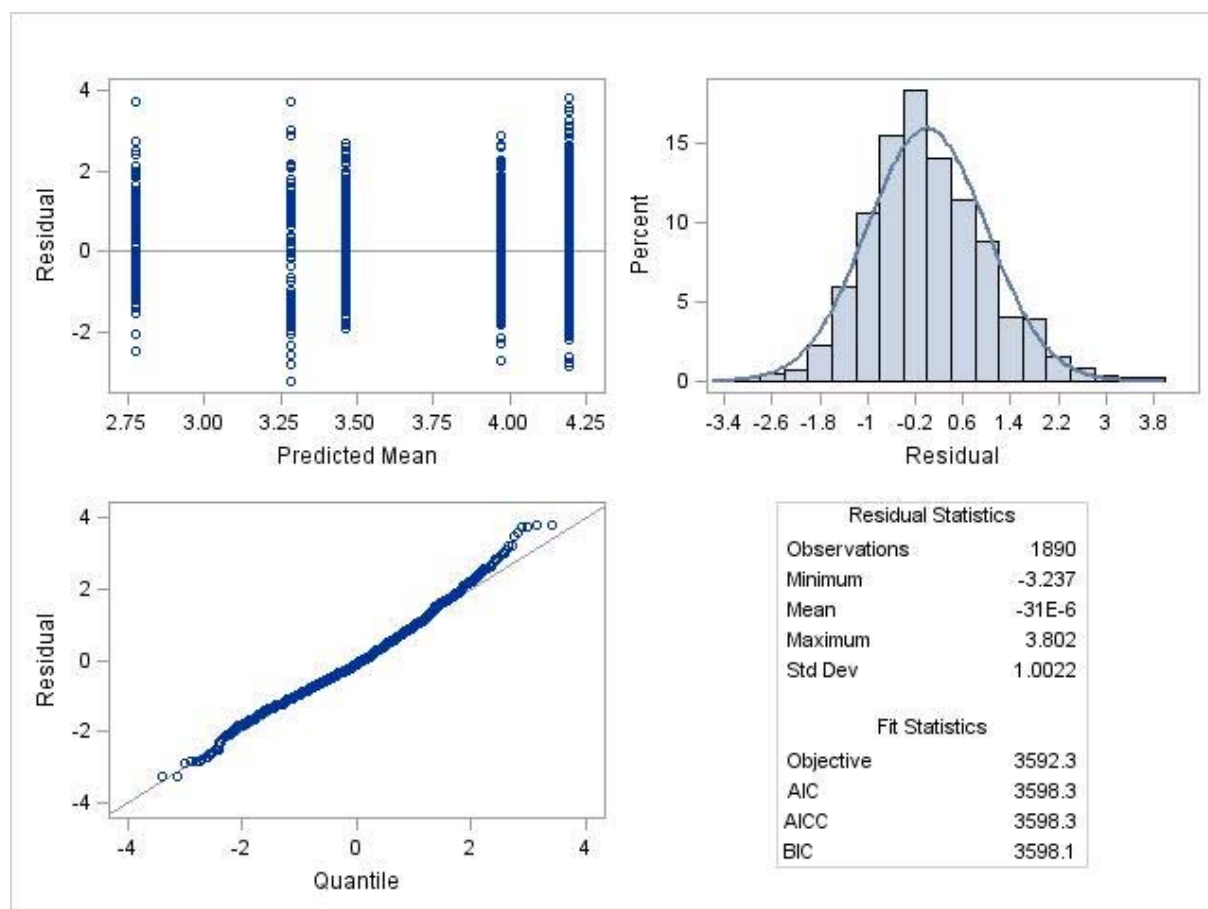 4
2
0
-2
Residual
2.75 3.00 3.25 3.50 3.75 4.00 4.25
Predicted Mean
15
10
5
0
Percent
-3.4 -2.6 -1.8 -1 -0.2 0.6 1.4 2.2 3 3.8
Residual
4
2
0
-2
-4
Residual
-4 -2 0 2 4
Quantile
Residual Statistics
Observations 1890
Minimum -3.237
Mean -31E-6
Maximum 3.802
Std Dev 1.0022
Fit Statistics
Objective 3592.3
AIC 3598.3
AICC 3598.3
BIC 3598.1